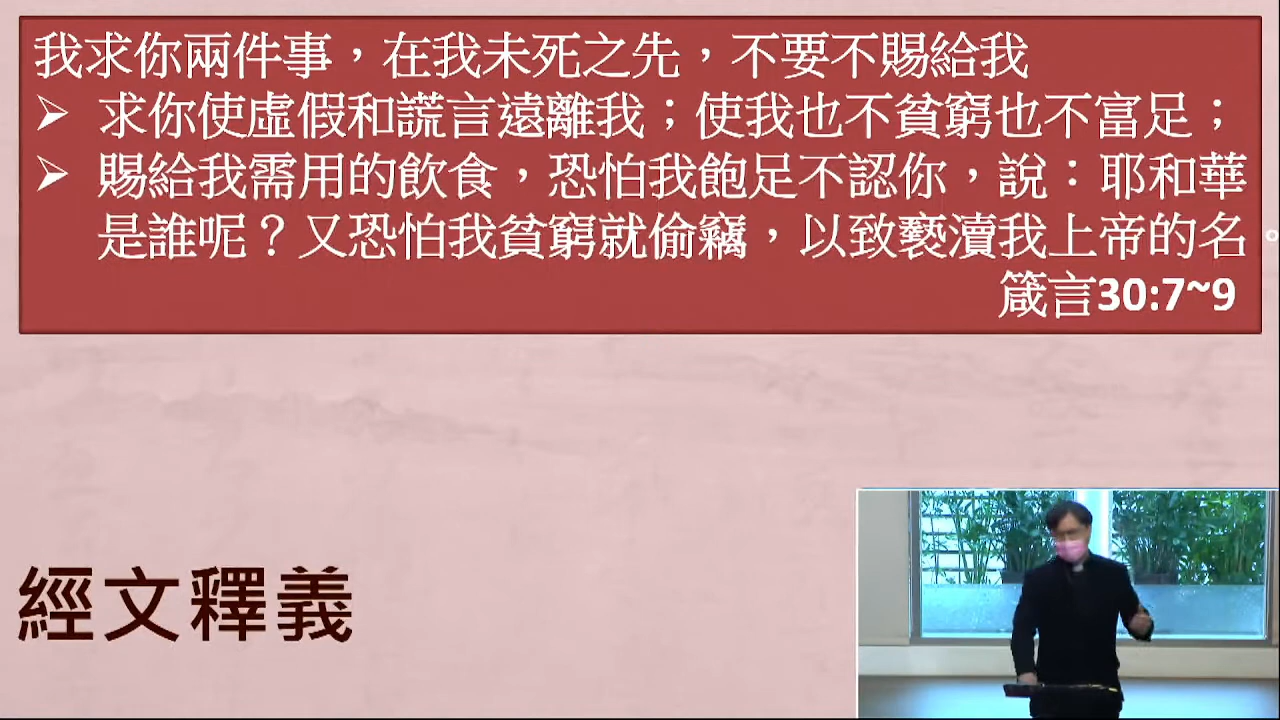 我求你兩件事，在我未死之先，不要不賜給我
➢ 求你使虛假和謊言遠離我；使我也不貧窮也不富足；
➢ 賜給我需用的飲食，恐怕我飽足不認你，說：耶和華
是誰呢？又恐怕我貧窮就偷竊，以致褻瀆我上帝的名。
箴言30:7~9
經文釋義